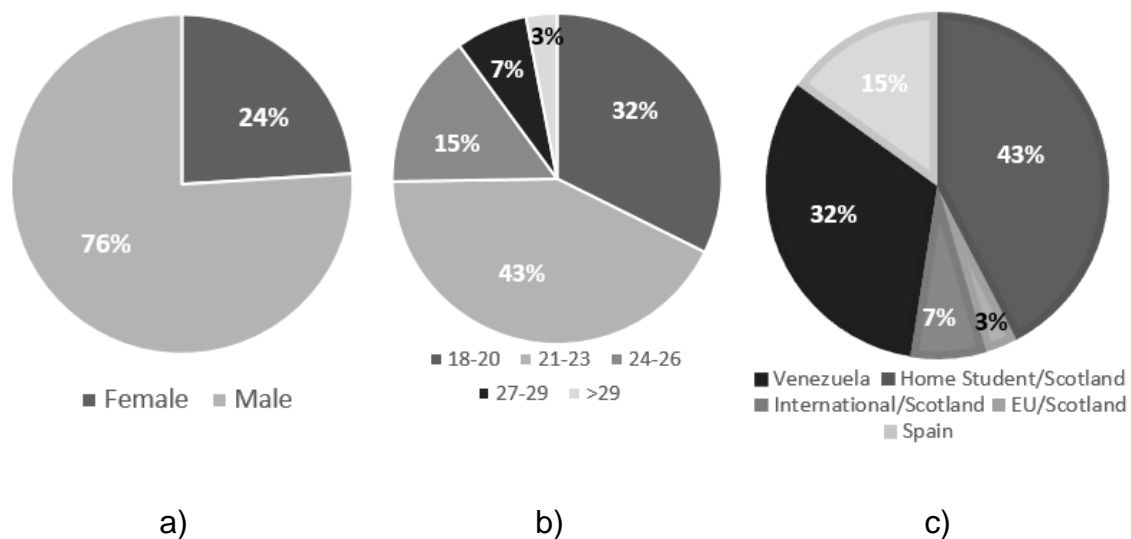 24%
76%
Female Male
a)
3%
7%
32%
15%
43%
18-20 21-23 24-26
27-29 >29
b)
15%
43%
32%
7%
3%
Venezuela Home Student/Scotland
International/Scotland EU/Scotland
Spain
c)